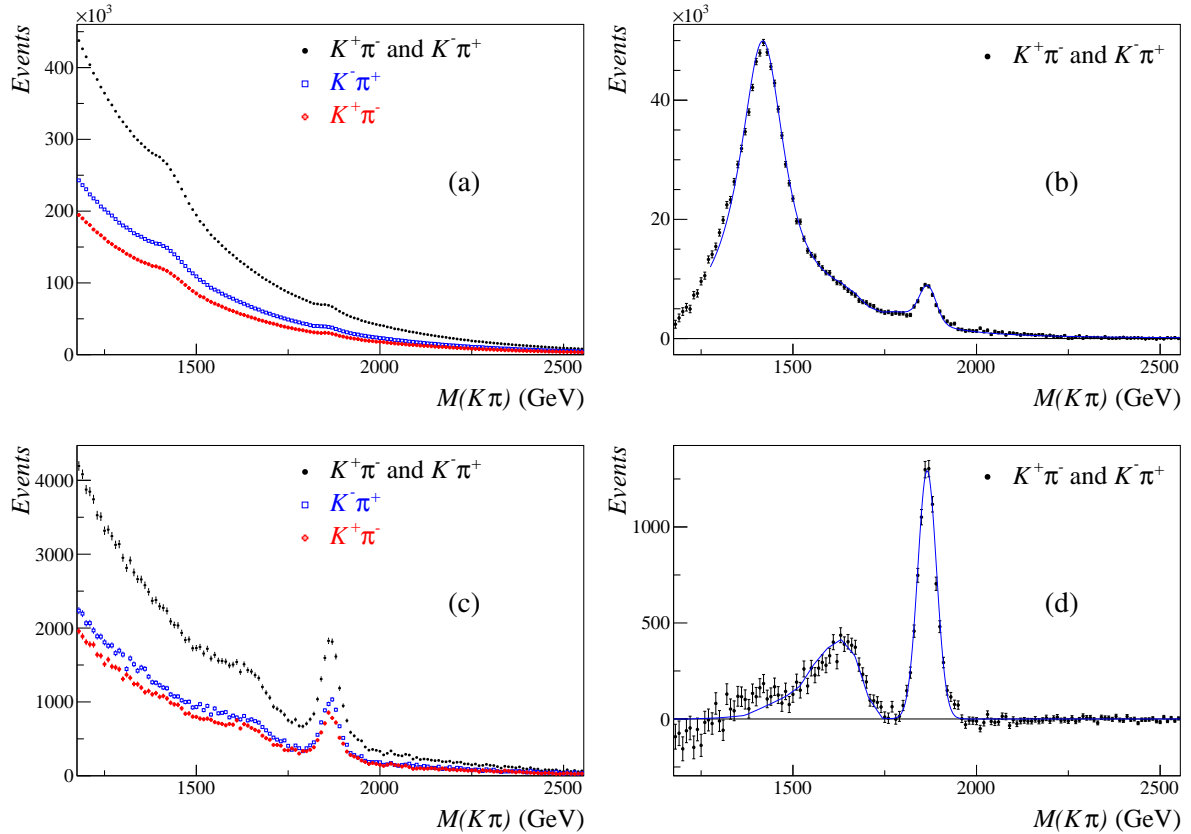 ×10³
Events
400
300
200
100
0
1500 2000 2500
M(Kπ) (GeV)
K⁺π⁻ and K⁻π⁺
K⁻π⁺
K⁺π⁻
(a)
×10³
Events
40
20
0
1500 2000 2500
M(Kπ) (GeV)
K⁺π⁻ and K⁻π⁺
(b)
Events
4000
3000
2000
1000
0
1500 2000 2500
M(Kπ) (GeV)
K⁺π⁻ and K⁻π⁺
K⁻π⁺
K⁺π⁻
(c)
Events
1000
500
0
1500 2000 2500
M(Kπ) (GeV)
K⁺π⁻ and K⁻π⁺
(d)